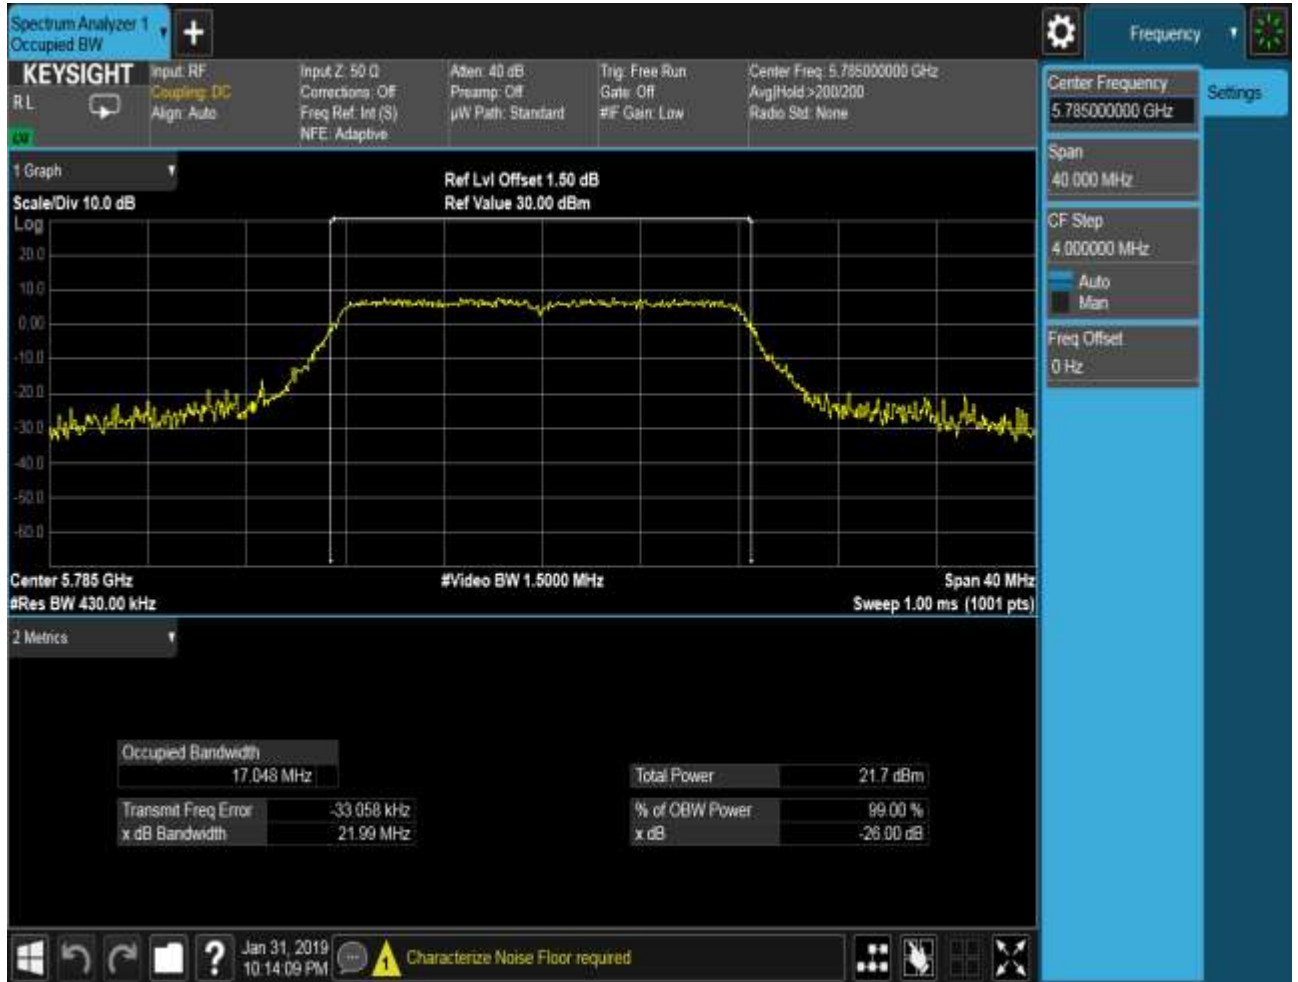 Spectrum Analyzer 1
Occupied BW
+
Frequency
KEYSIGHT
RL
Input: RF
Coupling: DC
Align: Auto
Input Z: 50 Ω
Corrections: Off
Freq Ref: Int (S)
NFE: Adaptive
Atten: 40 dB
Preamp: Off
µW Path: Standard
Trig: Free Run
Gate: Off
#IF Gain: Low
Center Freq: 5.785000000 GHz
Avg|Hold:>200/200
Radio Std: None
Center Frequency
5.785000000 GHz
Settings
Span
40.000 MHz
CF Step
4.000000 MHz
Auto
Man
Freq Offset
0 Hz
1 Graph
Scale/Div 10.0 dB
Ref Lvl Offset 1.50 dB
Ref Value 30.00 dBm
Log
20.0
10.0
0.00
-10.0
-20.0
-30.0
-40.0
-50.0
-60.0
Center 5.785 GHz
#Video BW 1.5000 MHz
Span 40 MHz
#Res BW 430.00 kHz
Sweep 1.00 ms (1001 pts)
2 Metrics
Occupied Bandwidth
17.048 MHz
Total Power 21.7 dBm
Transmit Freq Error -33.058 kHz
% of OBW Power 99.00 %
x dB Bandwidth 21.99 MHz
x dB -26.00 dB
?
Jan 31, 2019
10:14:09 PM
1
Characterize Noise Floor required